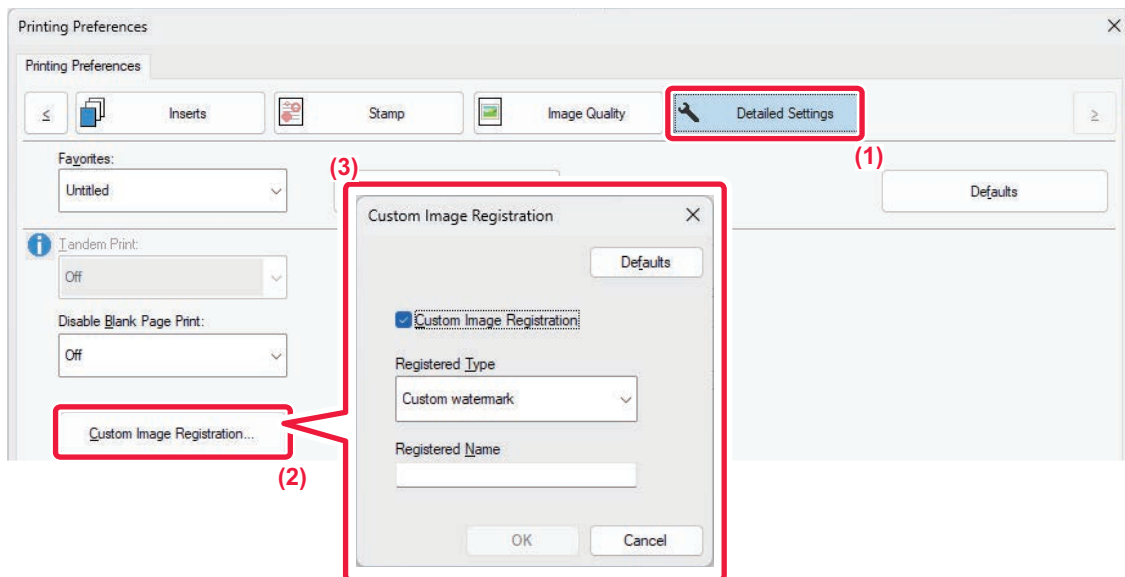 Printing Preferences
Printing Preferences
≤ Inserts Stamp Image Quality Detailed Settings ≥
(1)
Favorites:
(3)
Untitled
Defaults
Custom Image Registration
Tandem Print:
Defaults
Off
Custom Image Registration
Disable Blank Page Print:
Off
Registered Type
Custom watermark
Custom Image Registration...
Registered Name
(2)
OK Cancel